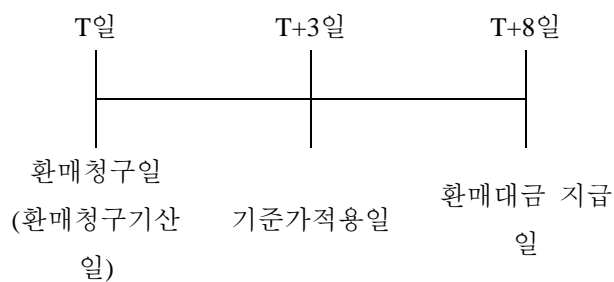 T일 T+3일 T+8일
환매청구일
(환매청구기산
일)
기준가적용일
환매대금 지급
일